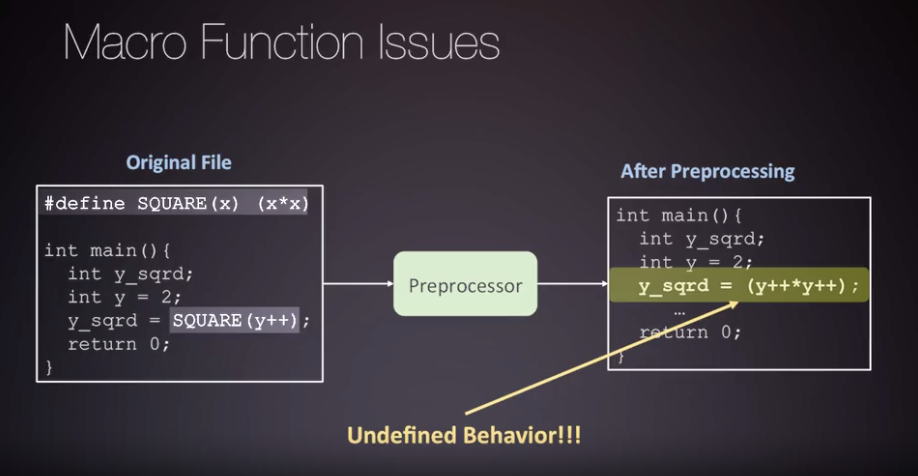 Macro Function Issues
Original File
#define SQUARE(x) (x*x)
int main(){
int y_sqrd;
int y = 2;
y_sqrd = SQUARE(y++);
return 0;
}
Preprocessor
After Preprocessing
int main(){
int y_sqrd;
int y = 2;
y_sqrd = (y++*y++);
…
return 0;
}
Undefined Behavior!!!